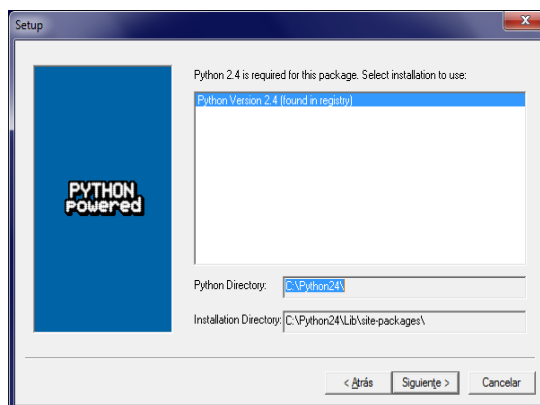 Setup
Python 2.4 is required for this package. Select installation to use:
Python Version 2.4 (found in registry)
PYTHON
powered
Python Directory: C:\Python24\
Installation Directory: C:\Python24\Lib\site-packages\
< Atrás Siguiente > Cancelar